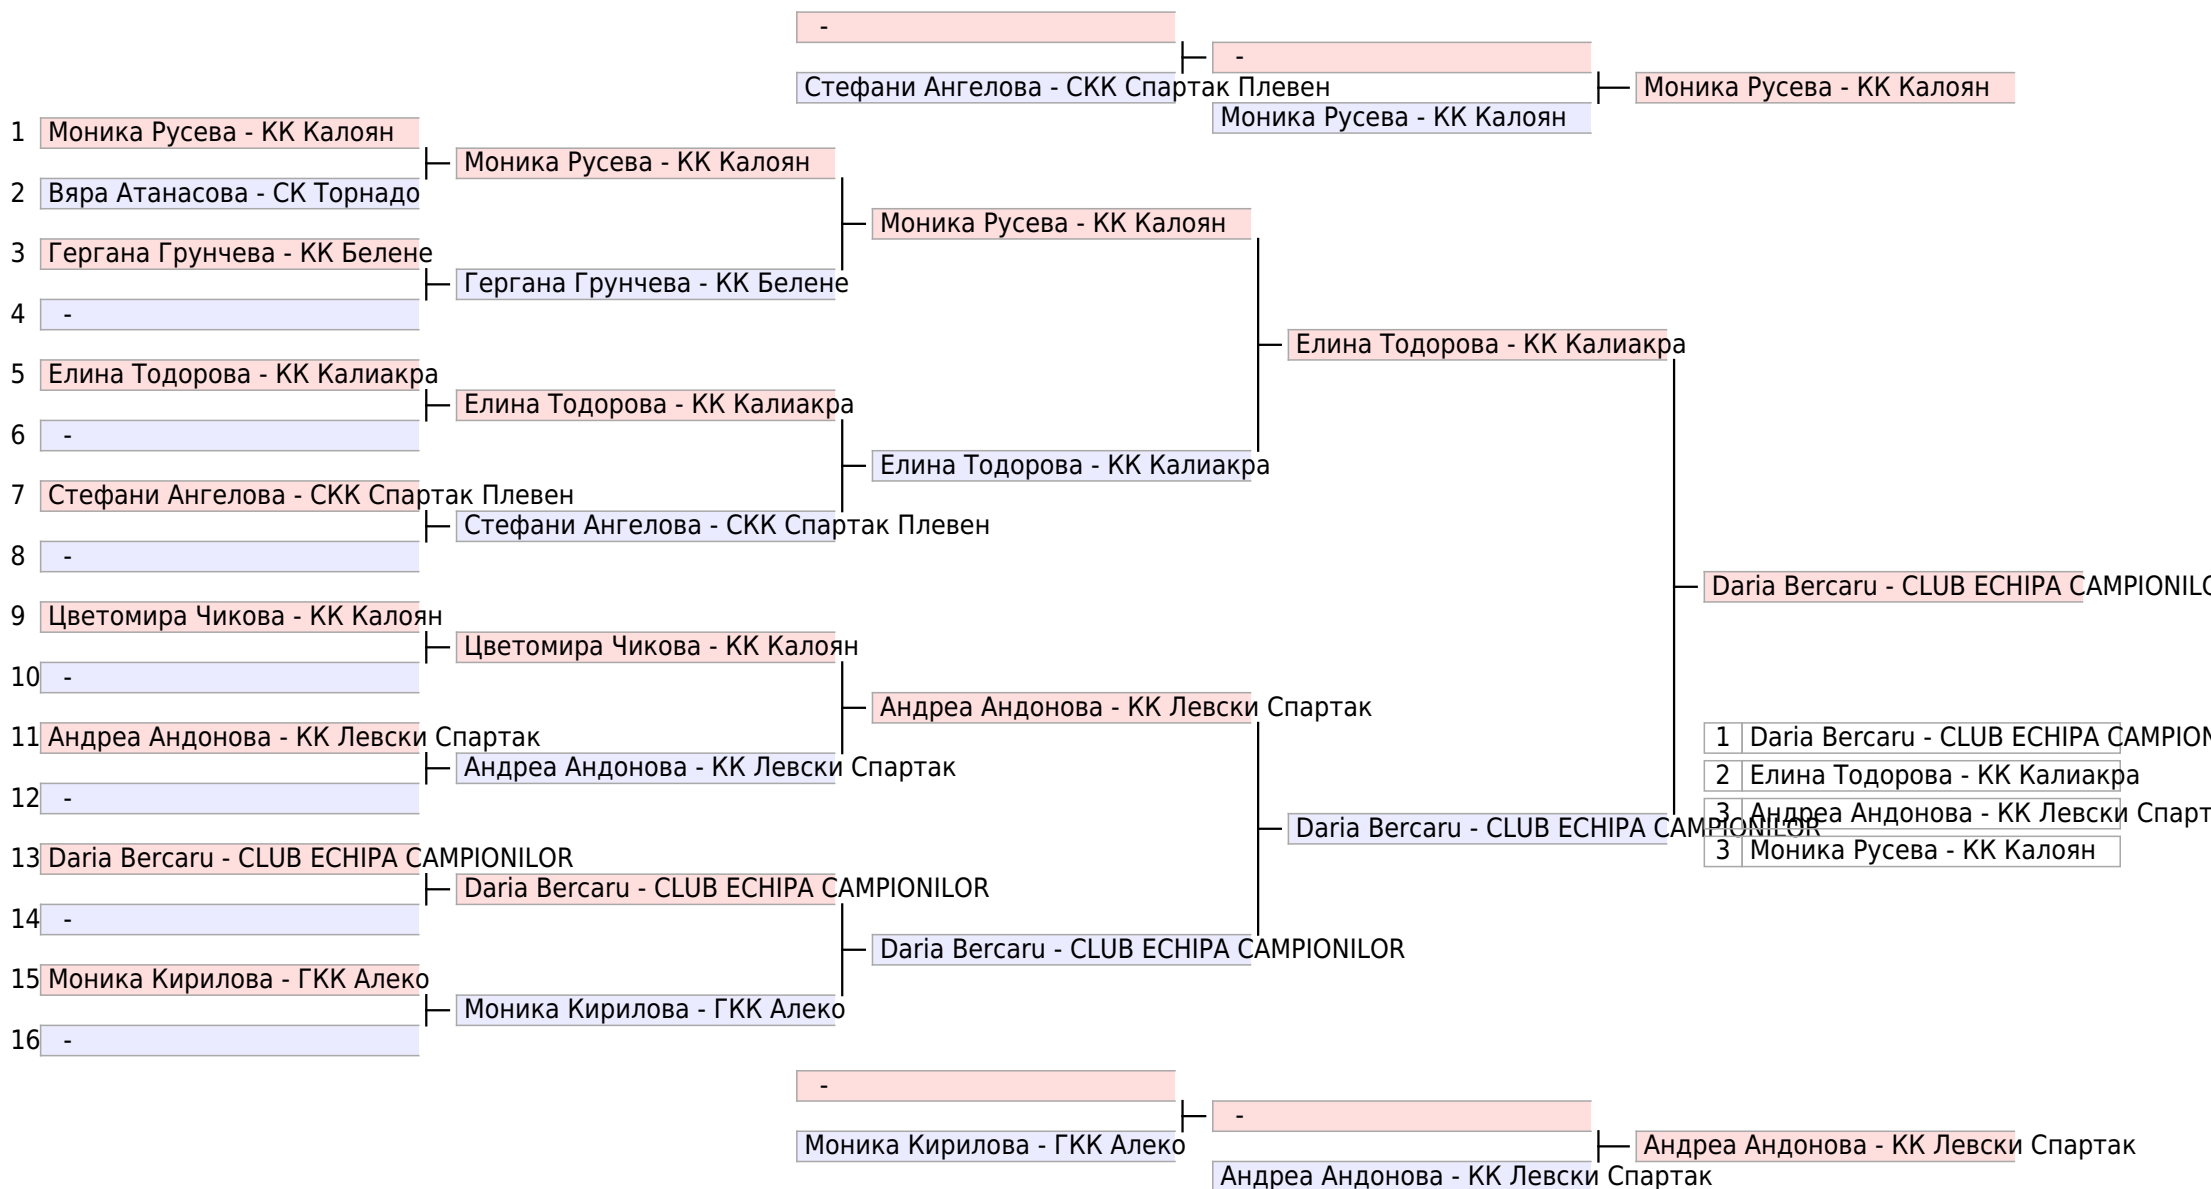 -
-
Стефани Ангелова - СКК Спартак Плевен
Моника Русева - КК Калоян
Моника Русева - КК Калоян
1 Моника Русева - КК Калоян
Моника Русева - КК Калоян
2 Вяра Атанасова - СК Торнадо
Моника Русева - КК Калоян
3 Гергана Грунчева - КК Белене
Гергана Грунчева - КК Белене
4 -
Елина Тодорова - КК Калиакра
5 Елина Тодорова - КК Калиакра
Елина Тодорова - КК Калиакра
6 -
Елина Тодорова - КК Калиакра
7 Стефани Ангелова - СКК Спартак Плевен
Стефани Ангелова - СКК Спартак Плевен
8 -
Daria Bercaru - CLUB ECHIPA CAMPIONILO
9 Цветомира Чикова - КК Калоян
Цветомира Чикова - КК Калоян
10 -
Андреа Андонова - КК Левски Спартак
11 Андреа Андонова - КК Левски Спартак
1 Daria Bercaru - CLUB ECHIPA CAMPION
Андреа Андонова - КК Левски Спартак
2 Елина Тодорова - КК Калиакра
12 -
3 Андреа Андонова - КК Левски Спарт
Daria Bercaru - CLUB ECHIPA CAMPIONILOR
3 Моника Русева - КК Калоян
13 Daria Bercaru - CLUB ECHIPA CAMPIONILOR
Daria Bercaru - CLUB ECHIPA CAMPIONILOR
14 -
Daria Bercaru - CLUB ECHIPA CAMPIONILOR
15 Моника Кирилова - ГКК Алеко
Моника Кирилова - ГКК Алеко
16 -
-
-
Моника Кирилова - ГКК Алеко
Андреа Андонова - КК Левски Спартак
Андреа Андонова - КК Левски Спартак